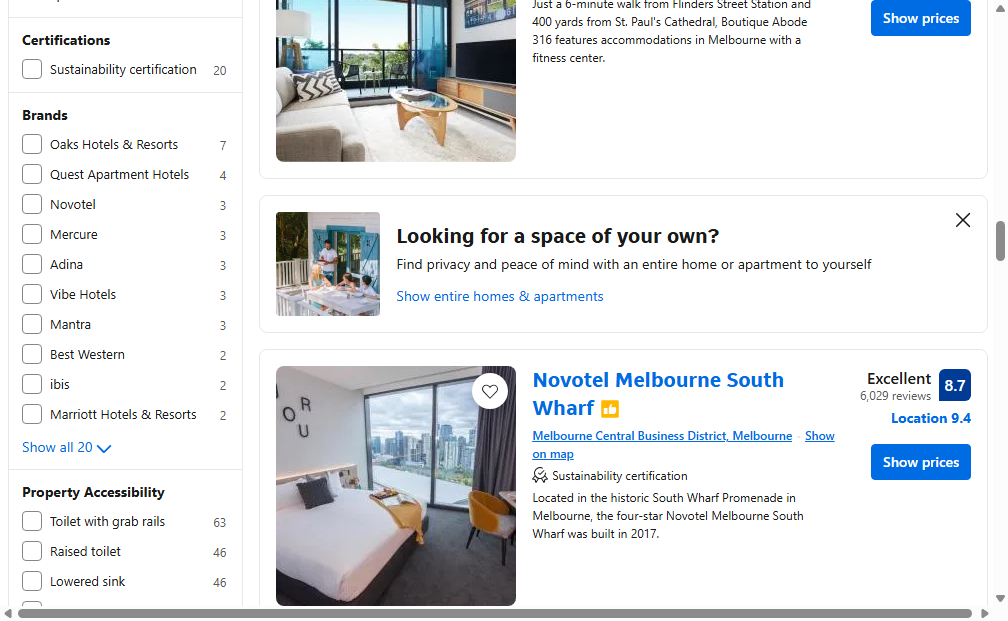 Certifications
Sustainability certification 20
Brands
Oaks Hotels & Resorts 7
Quest Apartment Hotels 4
Novotel 3
Mercure 3
Adina 3
Vibe Hotels 3
Mantra 3
Best Western 2
ibis 2
Marriott Hotels & Resorts 2
Show all 20
Property Accessibility
Toilet with grab rails 63
Raised toilet 46
Lowered sink 46
Just a 6-minute walk from Flinders Street Station and
400 yards from St. Paul's Cathedral, Boutique Abode
316 features accommodations in Melbourne with a
fitness center.
Show prices
Looking for a space of your own?
Find privacy and peace of mind with an entire home or apartment to yourself
Show entire homes & apartments
Novotel Melbourne South
Wharf
Melbourne Central Business District, Melbourne Show
on map
Sustainability certification
Located in the historic South Wharf Promenade in
Melbourne, the four-star Novotel Melbourne South
Wharf was built in 2017.
Excellent 8.7
6,029 reviews
Location 9.4
Show prices